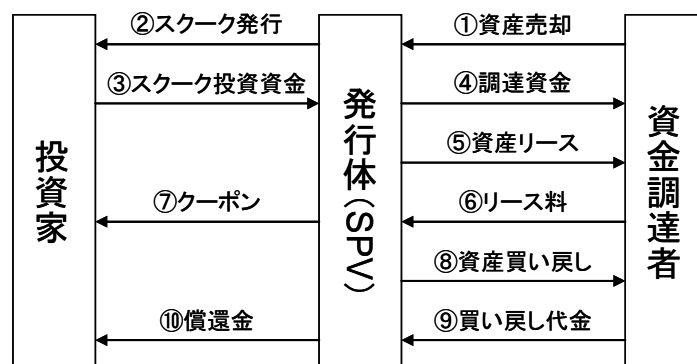 ②スクーク発行
①資産売却
③スクーク投資資金
④調達資金
⑤資産リース
⑦クーポン
⑥リース料
⑧資産買い戻し
⑩償還金
⑨買い戻し代金
投資家
発行体(SPV)
資金調達者